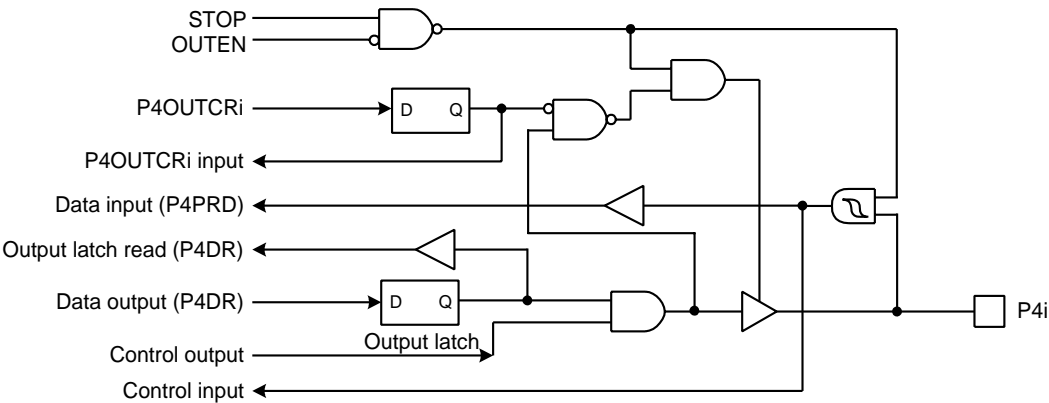 STOP
OUTEN
P4OUTCRi
D Q
P4OUTCRi input
Data input (P4PRD)
Output latch read (P4DR)
Data output (P4DR)
D Q
P4i
Output latch
Control output
Control input